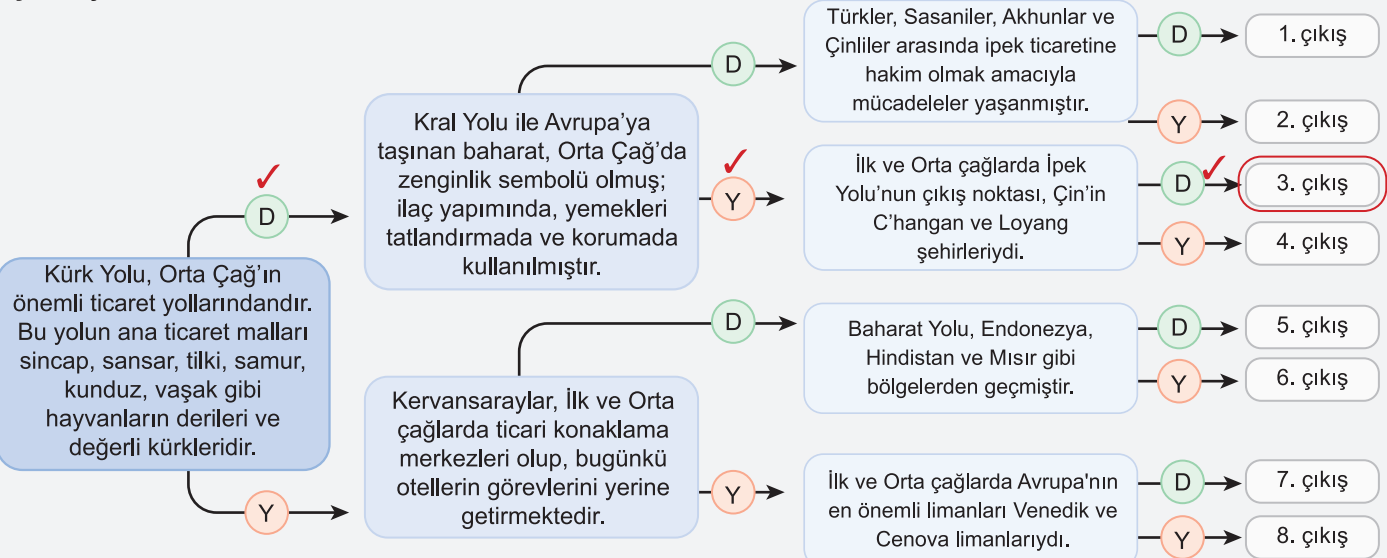 Kürk Yolu, Orta Çağ’ın
önemli ticaret yollarındandır.
Bu yolun ana ticaret malları
sincap, sansar, tilki, samur,
kunduz, vaşak gibi
hayvanların derileri ve
değerli kürkleridir.
D
Y
Kral Yolu ile Avrupa’ya
taşınan baharat, Orta Çağ’da
zenginlik sembolü olmuş;
ilaç yapımında, yemekleri
tatlandırmada ve korumada
kullanılmıştır.
D
Y
Kervansaraylar, İlk ve Orta
çağlarda ticari konaklama
merkezleri olup, bugünkü
otellerin görevlerini yerine
getirmektedir.
D
Y
Türkler, Sasaniler, Akhunlar ve
Çinliler arasında ipek ticaretine
hakim olmak amacıyla
mücadeleler yaşanmıştır.
D
1. çıkış
Y
2. çıkış
İlk ve Orta çağlarda İpek
Yolu’nun çıkış noktası, Çin’in
C’hangan ve Loyang
şehirleriydi.
D
3. çıkış
Y
4. çıkış
Baharat Yolu, Endonezya,
Hindistan ve Mısır gibi
bölgelerden geçmiştir.
D
5. çıkış
Y
6. çıkış
İlk ve Orta çağlarda Avrupa'nın
en önemli limanları Venedik ve
Cenova limanlarıydı.
D
7. çıkış
Y
8. çıkış